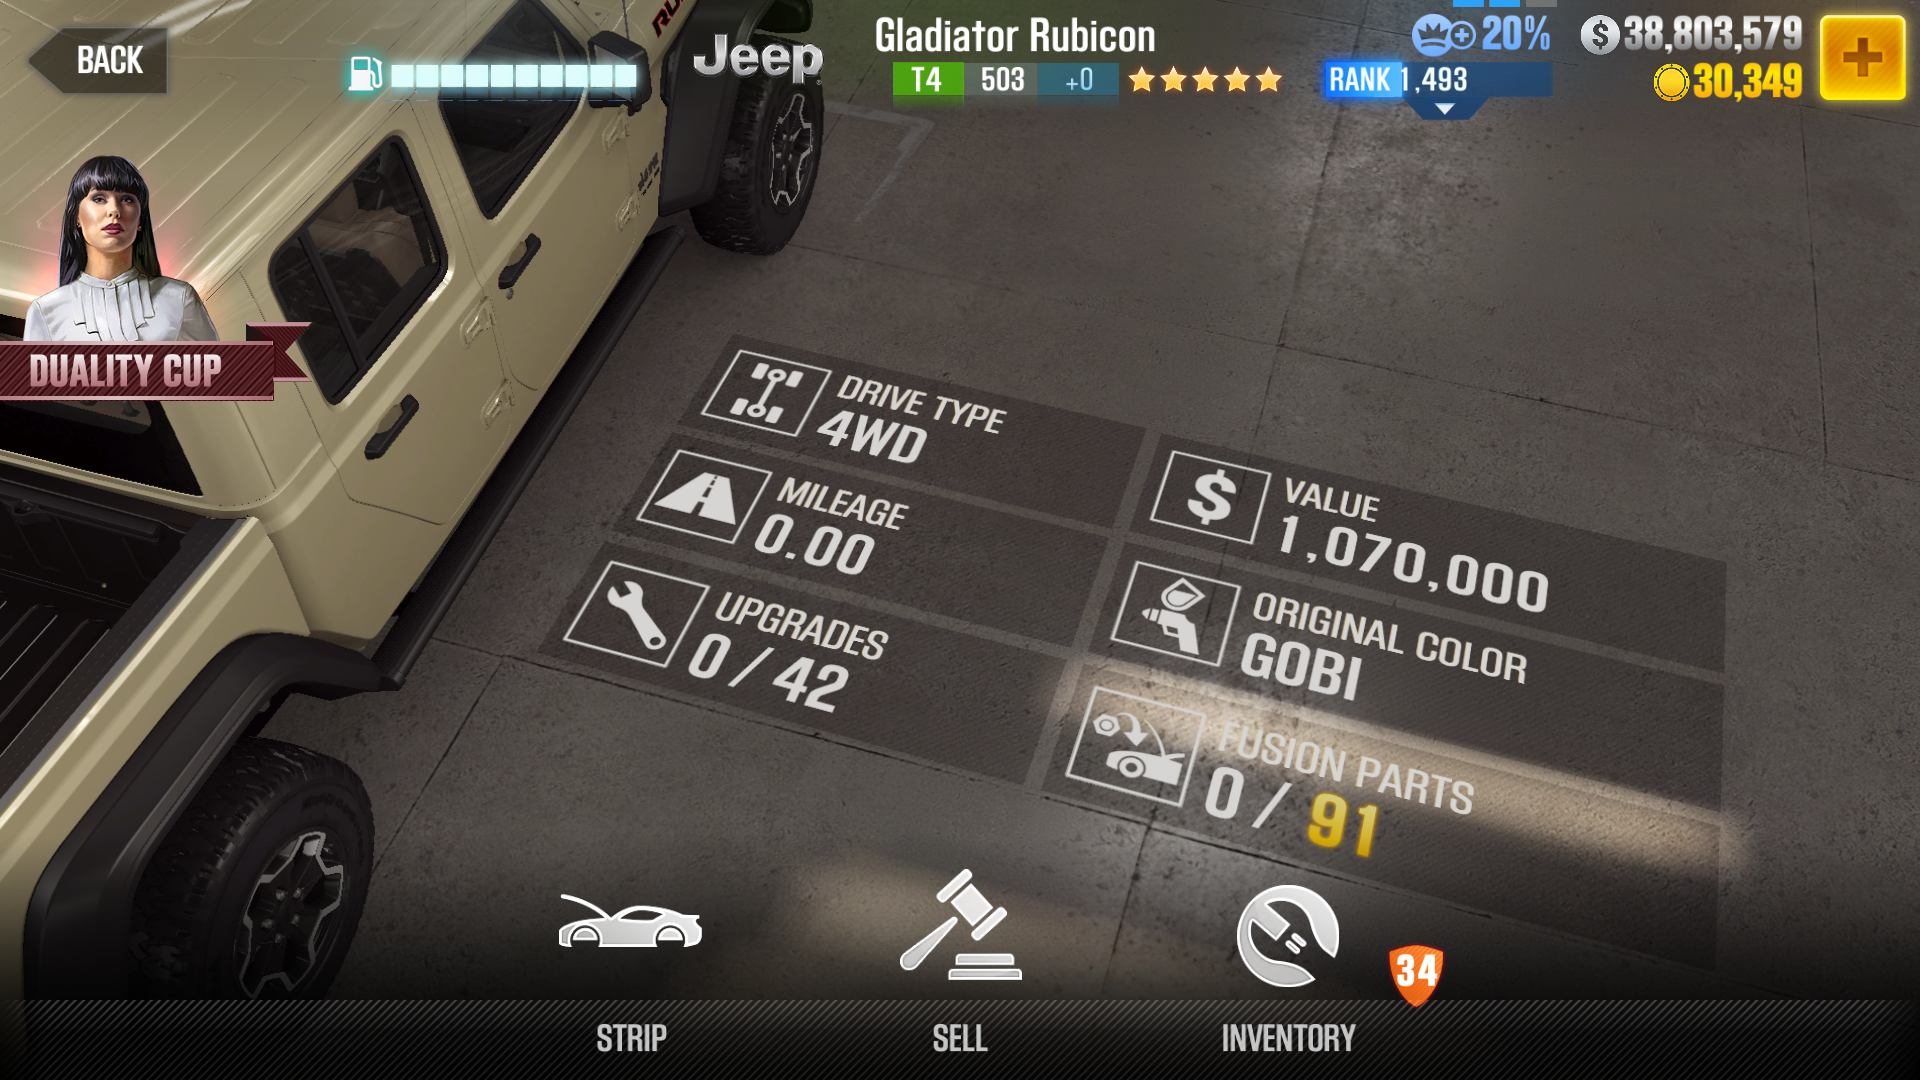 BACK
Jeep
Gladiator Rubicon
T4 503 +0
20%
RANK 1,493
38,803,579
30,349
DUALITY CUP
DRIVE TYPE
4WD
MILEAGE
0.00
UPGRADES
0 / 42
VALUE
1,070,000
ORIGINAL COLOR
GOBI
FUSION PARTS
0 / 91
STRIP
SELL
INVENTORY
34